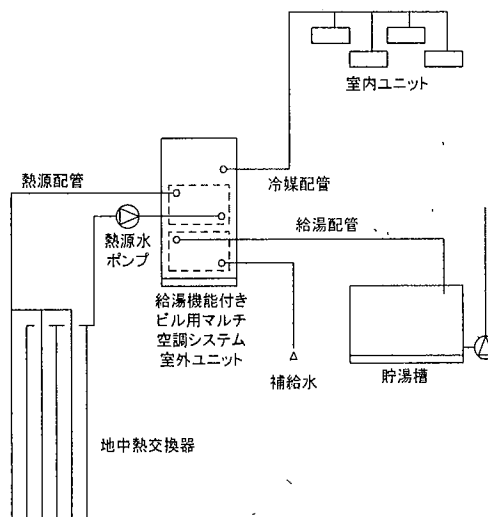 室内ユニット
熱源配管
冷媒配管
給湯配管
熱源水
ポンプ
給湯機能付き
ビル用マルチ
空調システム
室外ユニット
補給水
貯湯槽
地中熱交換器